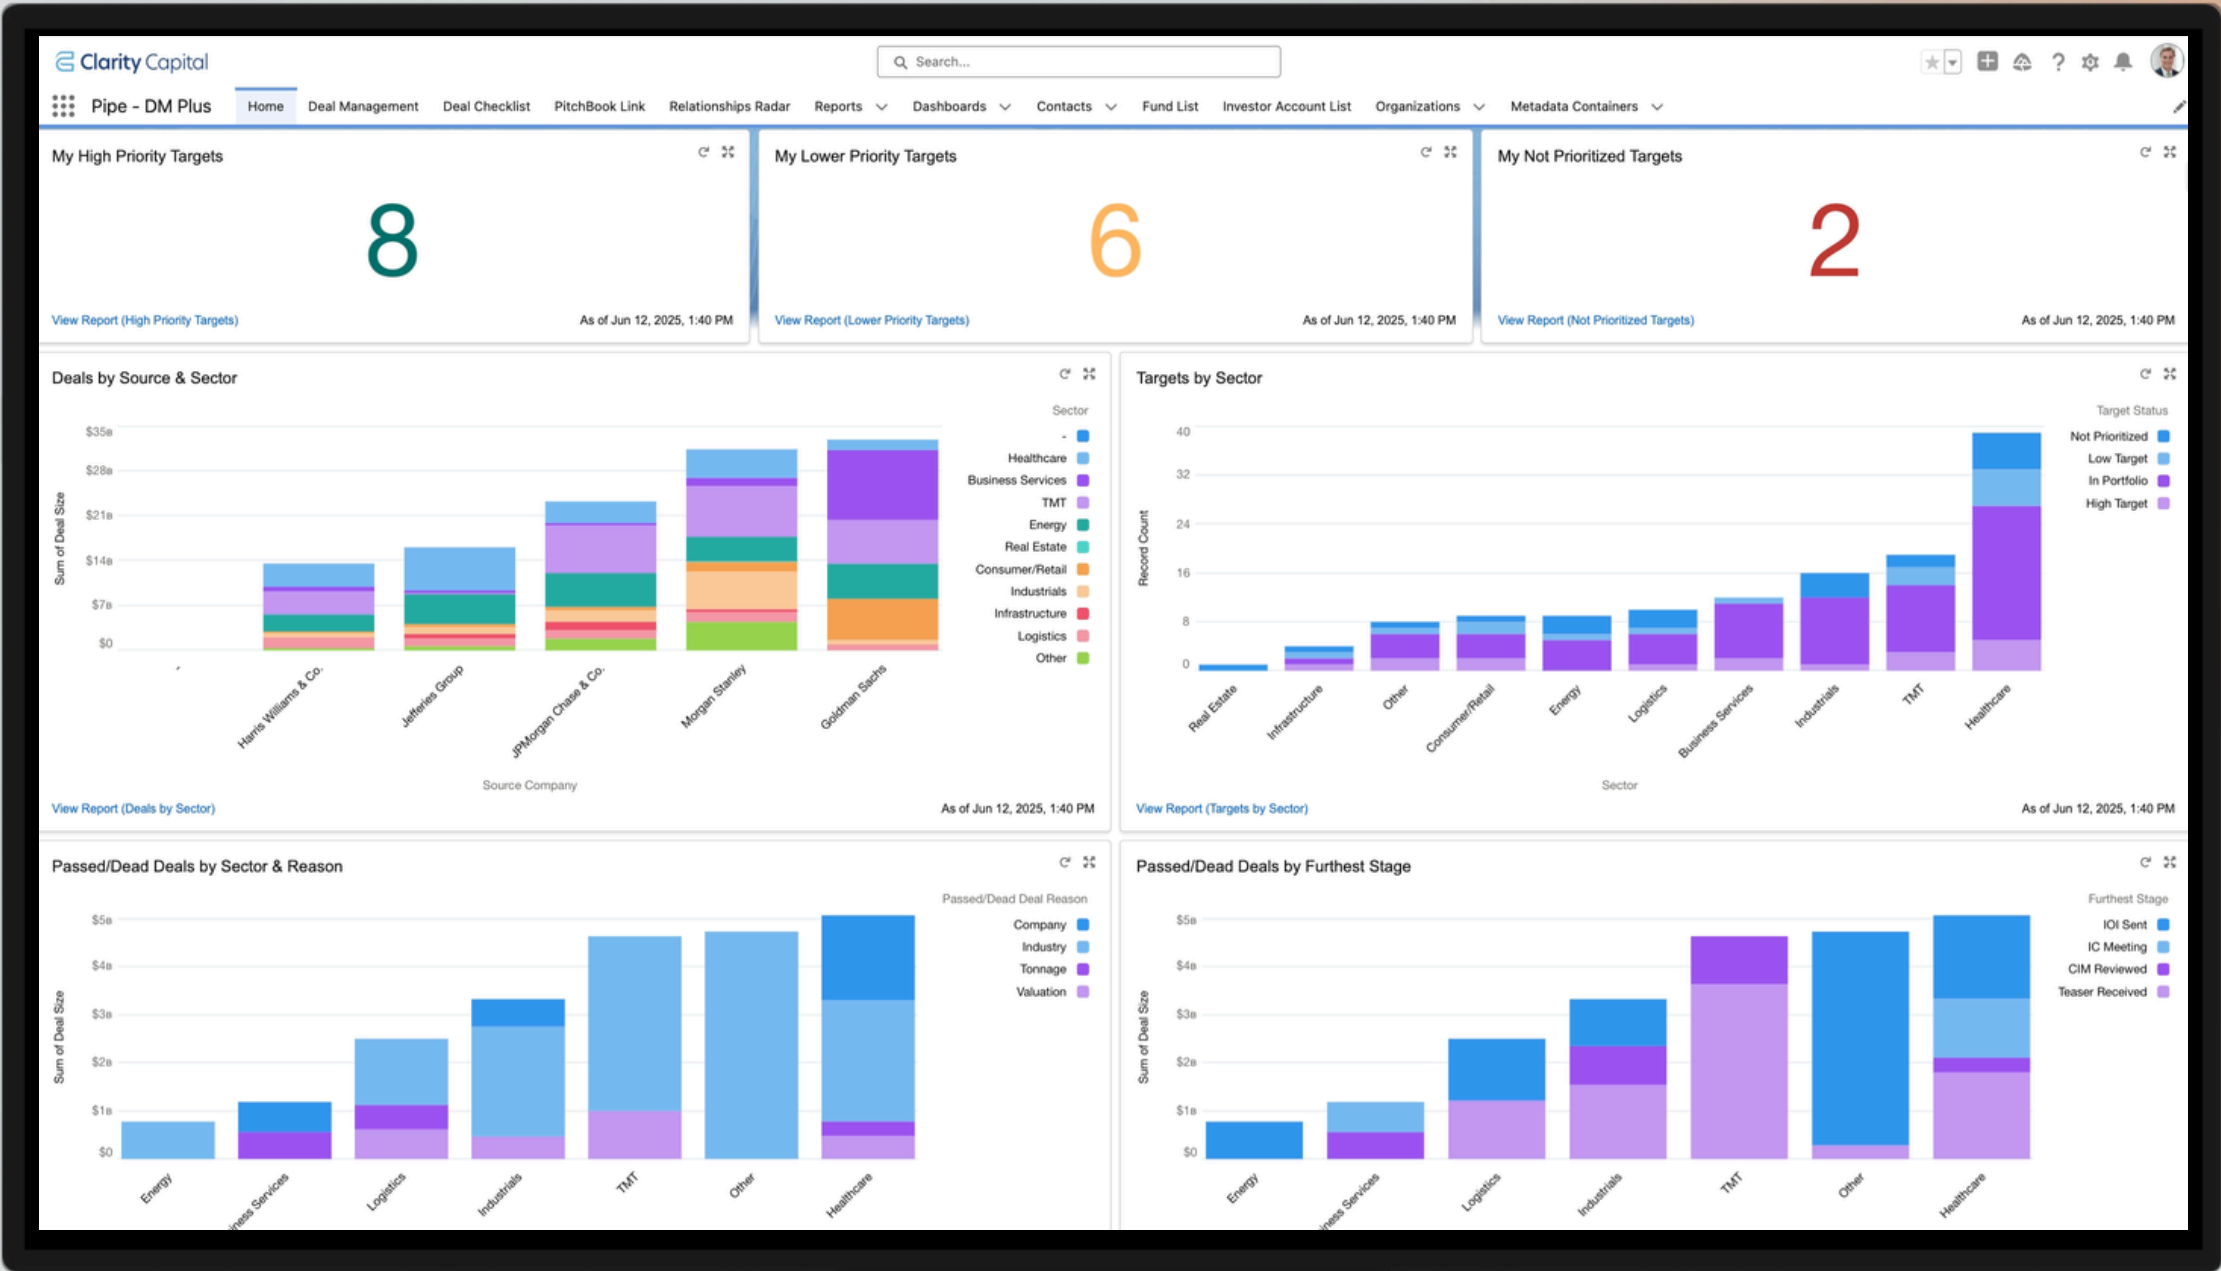 Clarity Capital
Search...
Pipe - DM Plus
Home
Deal Management
Deal Checklist
PitchBook Link
Relationships Radar
Reports
Dashboards
Contacts
Fund List
Investor Account List
Organizations
Metadata Containers
My High Priority Targets
8
View Report (High Priority Targets)
As of Jun 12, 2025, 1:40 PM
My Lower Priority Targets
6
View Report (Lower Priority Targets)
As of Jun 12, 2025, 1:40 PM
My Not Prioritized Targets
2
View Report (Not Prioritized Targets)
As of Jun 12, 2025, 1:40 PM
Deals by Source & Sector
Sum of Deal Size
$35B
$28B
$21B
$14B
$7B
$0
-
Harris Williams & Co.
Jefferies Group
JPMorgan Chase & Co.
Morgan Stanley
Goldman Sachs
Source Company
Sector
-
Healthcare
Business Services
TMT
Energy
Real Estate
Consumer/Retail
Industrials
Infrastructure
Logistics
Other
View Report (Deals by Sector)
As of Jun 12, 2025, 1:40 PM
Targets by Sector
Record Count
40
32
24
16
8
0
Real Estate
Infrastructure
Other
Consumer/Retail
Energy
Logistics
Business Services
Industrials
TMT
Healthcare
Sector
Target Status
Not Prioritized
Low Target
In Portfolio
High Target
View Report (Targets by Sector)
As of Jun 12, 2025, 1:40 PM
Passed/Dead Deals by Sector & Reason
Sum of Deal Size
$5B
$4B
$3B
$2B
$1B
$0
Energy
iness Services
Logistics
Industrials
TMT
Other
Healthcare
Passed/Dead Deal Reason
Company
Industry
Tonnage
Valuation
Passed/Dead Deals by Furthest Stage
Sum of Deal Size
$5B
$4B
$3B
$2B
$1B
$0
Energy
iness Services
Logistics
Industrials
TMT
Other
Healthcare
Furthest Stage
IOI Sent
IC Meeting
CIM Reviewed
Teaser Received